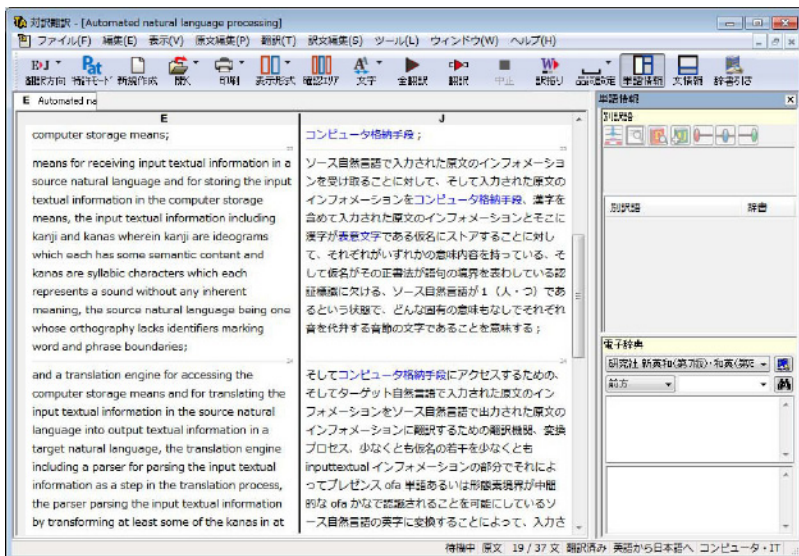 対訳翻訳 - [Automated natural language processing]
ファイル(F) 編集(E) 表示(V) 原文編集(P) 翻訳(T) 訳文編集(S) ツール(L) ウィンドウ(W) ヘルプ(H)
E▸J Pat W
翻訳方向 特許モード 新規作成 開く 印刷 表示形式 確認エリア 文字 全翻訳 翻訳 中止 訳振り 品詞設定 単語情報 文情報 辞書引き
E Automated na
単語情報
別訳語
別訳語 辞書
E J
computer storage means;
コンピュータ格納手段；
means for receiving input textual information in a
source natural language and for storing the input
textual information in the computer storage
means, the input textual information including
kanji and kanas wherein kanji are ideograms
which each has some semantic content and
kanas are syllabic characters which each
represents a sound without any inherent
meaning, the source natural language being one
whose orthography lacks identifiers marking
word and phrase boundaries;
ソース自然言語で入力された原文のインフォメーショ
ンを受け取ることに対して、そして入力された原文の
インフォメーションをコンピュータ格納手段、漢字を
含めて入力された原文のインフォメーションとそこに
漢字が表意文字である仮名にストアすることに対し
て、それぞれがいずれかの意味内容を持っている、そ
して仮名がその正書法が語句の境界を表わしている認
証標識に欠ける、ソース自然言語が１（人・つ）であ
るという状態で、どんな固有の意味もなしでそれぞれ
音を代弁する音節の文字であることを意味する；
and a translation engine for accessing the
computer storage means and for translating the
input textual information in the source natural
language into output textual information in a
target natural language, the translation engine
including a parser for parsing the input textual
information as a step in the translation process,
the parser parsing the input textual information
by transforming at least some of the kanas in at
そしてコンピュータ格納手段にアクセスするための、
そしてターゲット自然言語で入力された原文のイン
フォメーションをソース自然言語で出力された原文の
インフォメーションに翻訳するための翻訳機関、変換
プロセス、少なくとも仮名の若干を少なくとも
inputtextual インフォメーションの部分でそれによ
ってプレゼンス ofa 単語あるいは形態素境界が中間
的な ofa かなで認識されることを可能にしているソ
ース自然言語の英字に変換することによって、入力さ
電子辞典
研究社 新英和(第7版)・和英(第5
前方
待機中 原文 19 / 37 文 翻訳済み 英語から日本語へ コンピュータ・IT